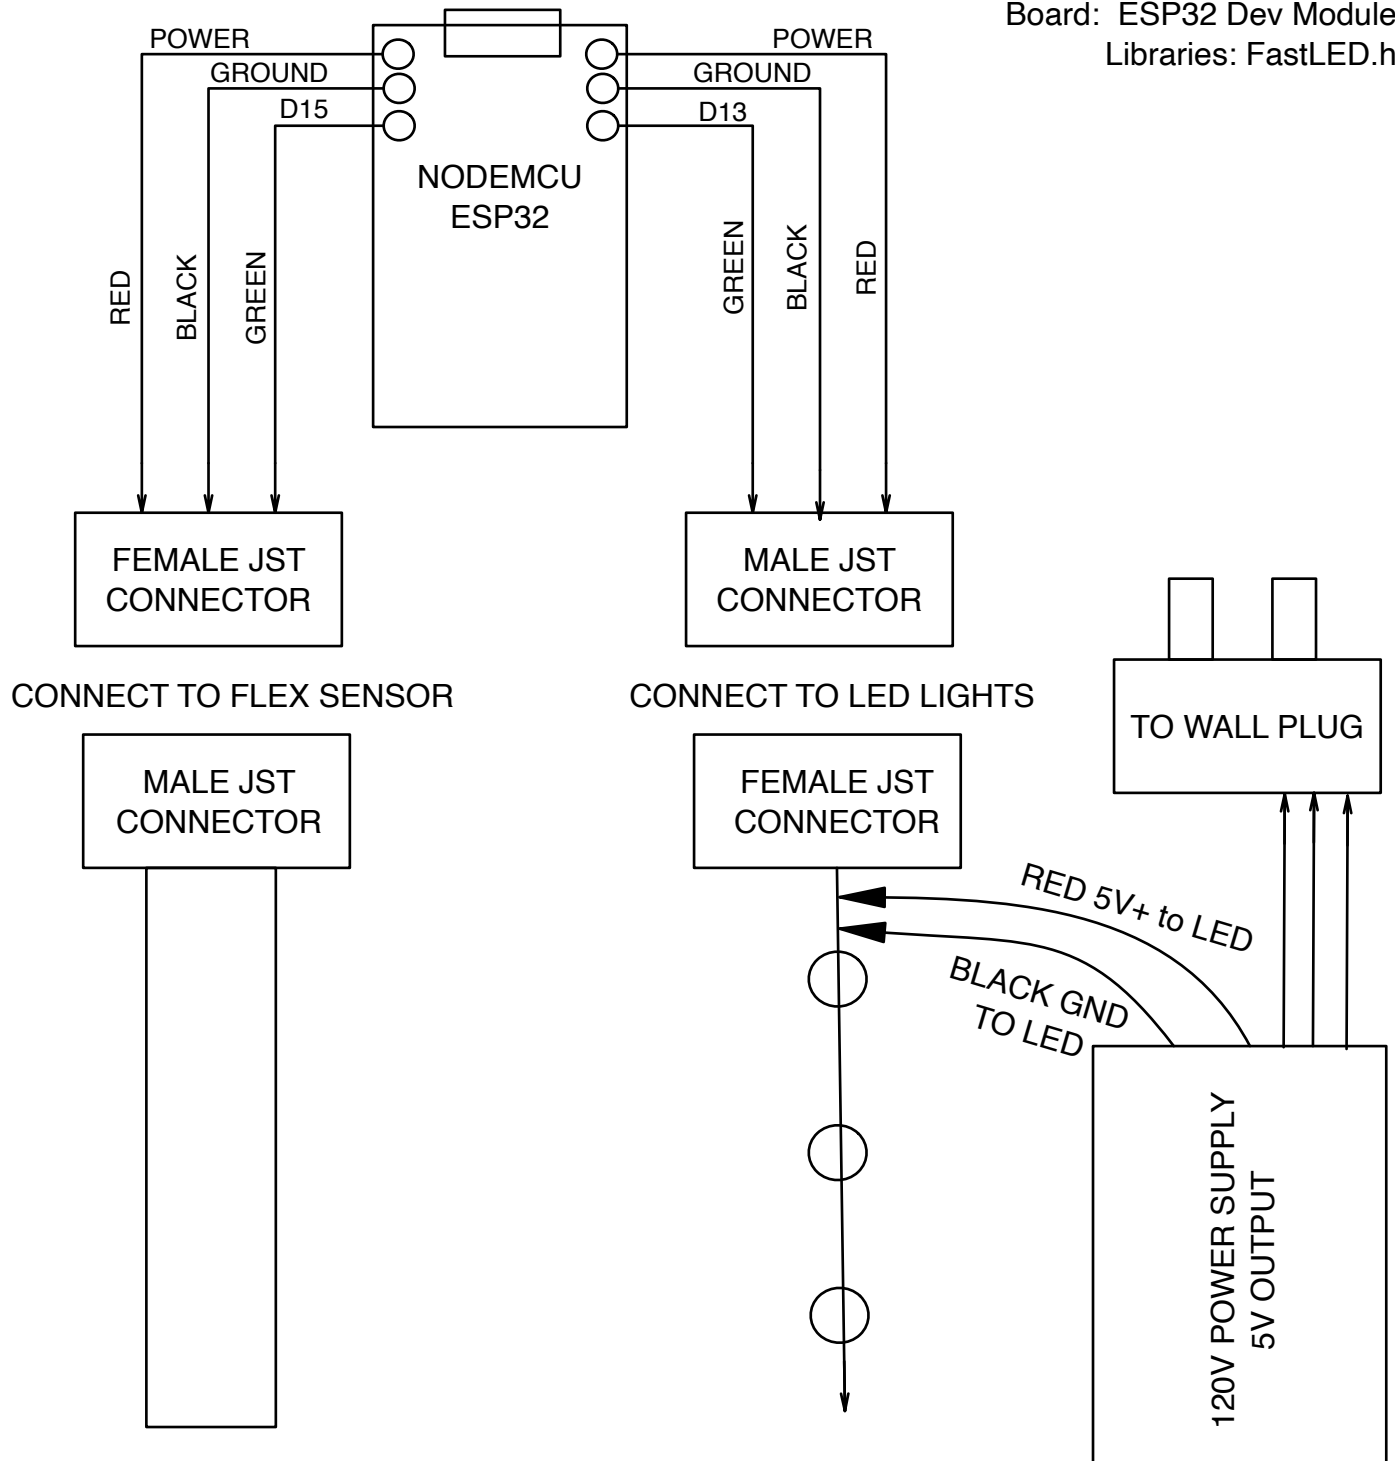 Board:  ESP32 Dev Module
Libraries: FastLED.h
POWER
GROUND
D15
POWER
GROUND
D13
NODEMCU
ESP32
RED
BLACK
GREEN
GREEN
BLACK
RED
FEMALE JST
CONNECTOR
MALE JST
CONNECTOR
CONNECT TO FLEX SENSOR
CONNECT TO LED LIGHTS
TO WALL PLUG
MALE JST
CONNECTOR
FEMALE JST
CONNECTOR
RED 5V+ to LED
BLACK GND
TO LED
120V POWER SUPPLY
5V OUTPUT